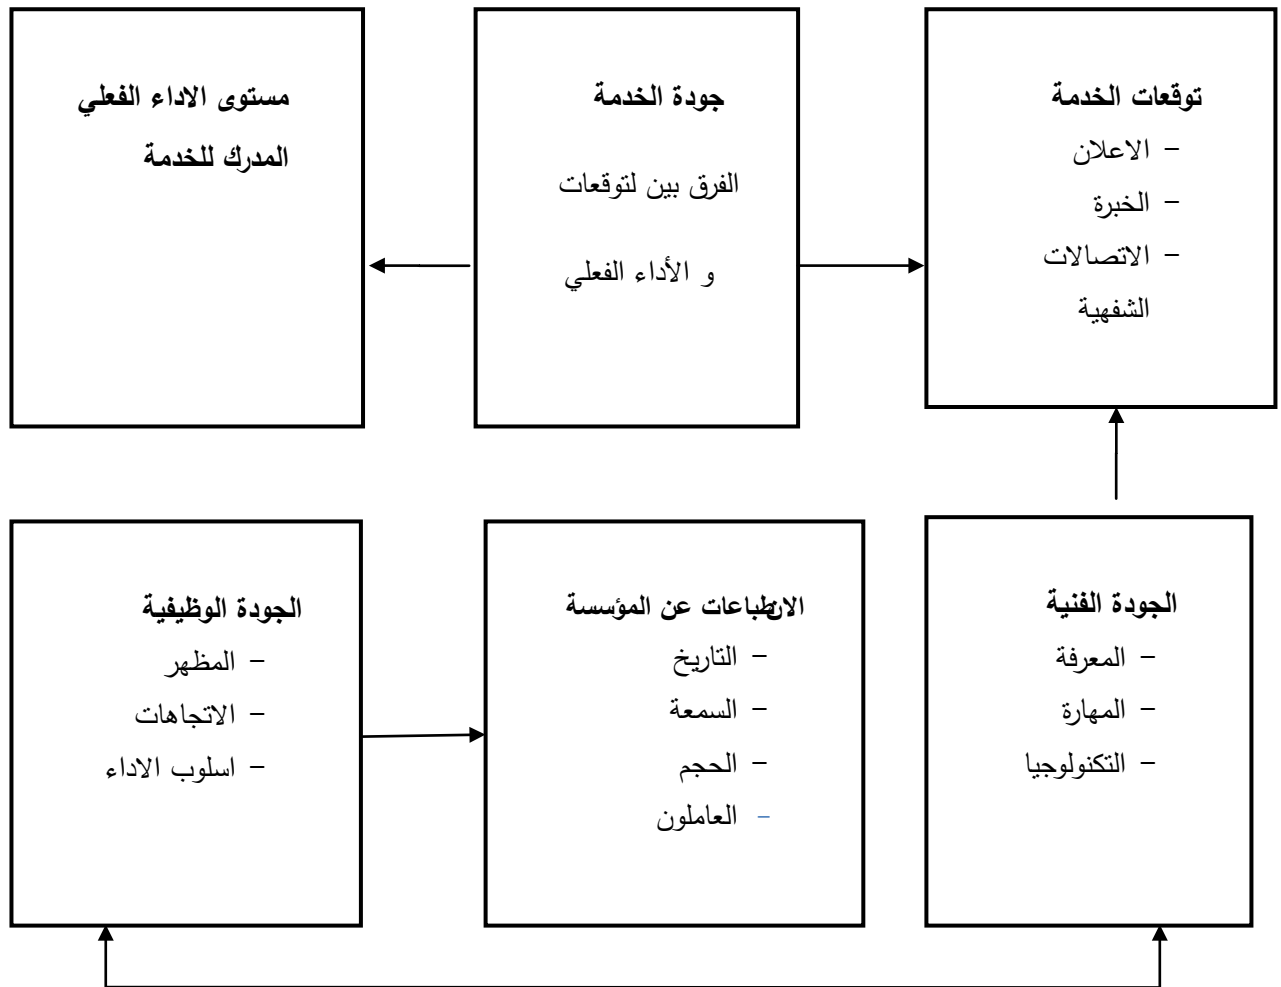 توقعات الخدمة
- الاعلان
- الخبرة
- الاتصالات
الشفهية
جودة الخدمة
الفرق بين لتوقعات
و الأداء الفعلي
مستوى الاداء الفعلي
المدرك للخدمة
الجودة الفنية
- المعرفة
- المهارة
- التكنولوجيا
الانطباعات عن المؤسسة
- التاريخ
- السمعة
- الحجم
- العاملون
الجودة الوظيفية
- المظهر
- الاتجاهات
- اسلوب الاداء